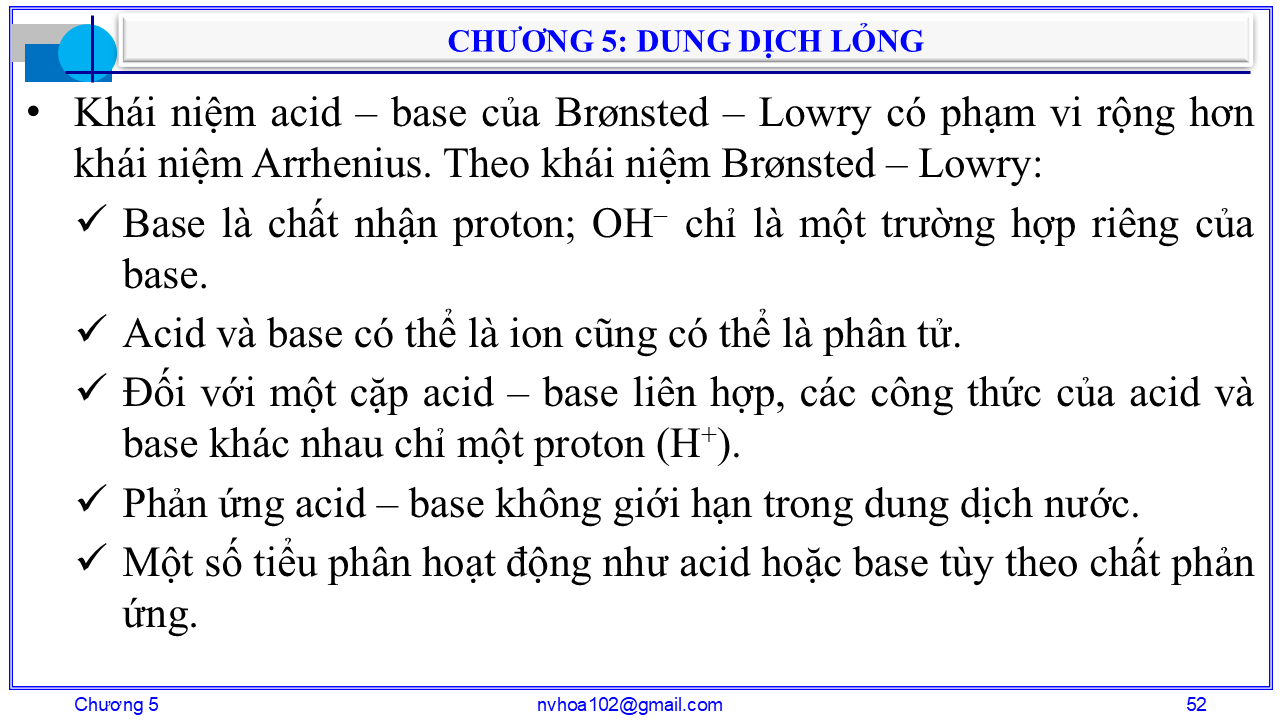 CHƯƠNG 5: DUNG DỊCH LỎNG
• Khái niệm acid – base của Brønsted – Lowry có phạm vi rộng hơn
khái niệm Arrhenius. Theo khái niệm Brønsted – Lowry:
✓ Base là chất nhận proton; OH⁻ chỉ là một trường hợp riêng của
base.
✓ Acid và base có thể là ion cũng có thể là phân tử.
✓ Đối với một cặp acid – base liên hợp, các công thức của acid và
base khác nhau chỉ một proton (H⁺).
✓ Phản ứng acid – base không giới hạn trong dung dịch nước.
✓ Một số tiểu phân hoạt động như acid hoặc base tùy theo chất phản
ứng.
Chương 5 nvhoa102@gmail.com 52